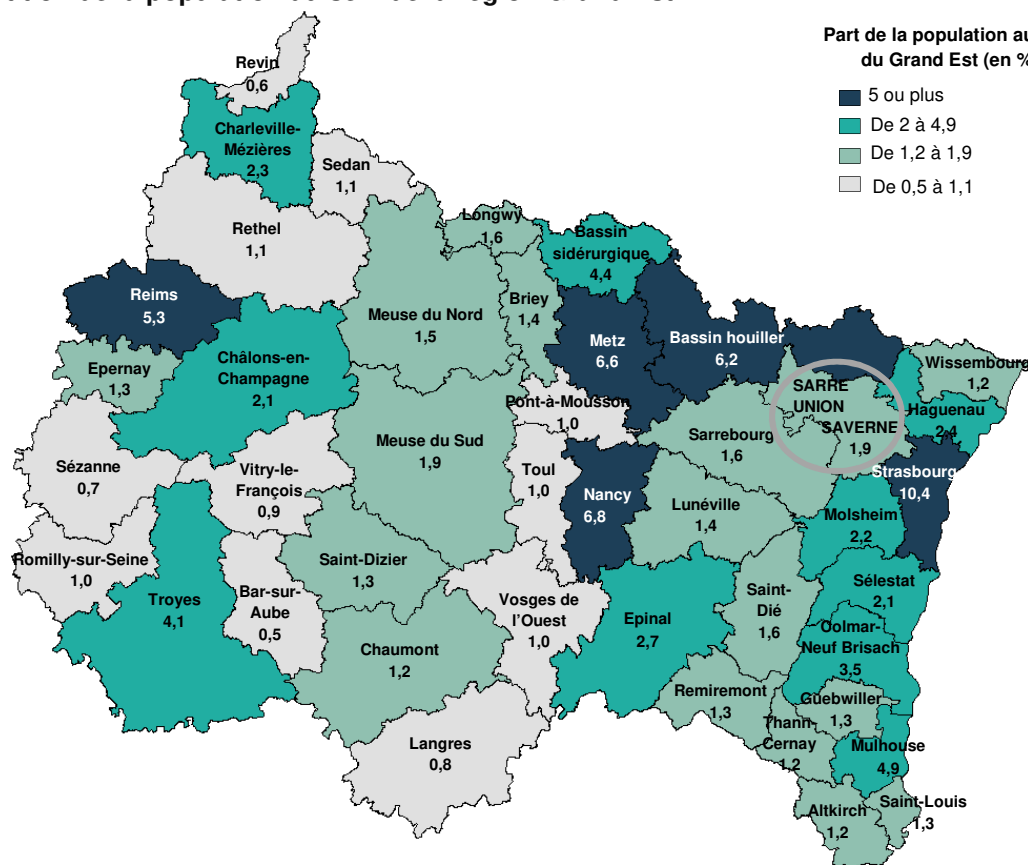 Part de la population au
du Grand Est (en %
5 ou plus
De 2 à 4,9
De 1,2 à 1,9
De 0,5 à 1,1
Revin
0,6
Charleville-
Mézières
2,3
Sedan
1,1
Rethel
1,1
Longwy
1,6
Bassin
sidérurgique
4,4
Reims
5,3
Meuse du Nord
1,5
Briey
1,4
Metz
6,6
Bassin houiller
6,2
Wissembourg
1,2
Epernay
1,3
Châlons-en-
Champagne
2,1
Pont-à-Mousson
1,0
SARRE
UNION
SAVERNE
1,9
Haguenau
2,4
Sarrebourg
1,6
Meuse du Sud
1,9
Sézanne
0,7
Vitry-le-
François
0,9
Toul
1,0
Nancy
6,8
Strasbourg
10,4
Lunéville
1,4
Molsheim
2,2
Romilly-sur-Seine
1,0
Troyes
4,1
Bar-sur-
Aube
0,5
Saint-Dizier
1,3
Vosges de
l'Ouest
1,0
Epinal
2,7
Saint-
Dié
1,6
Sélestat
2,1
Colmar-
Neuf Brisach
3,5
Chaumont
1,2
Remiremont
1,3
Guebwiller
1,3
Thann-
Cernay
1,2
Langres
0,8
Mulhouse
4,9
Altkirch
1,2
Saint-Louis
1,3